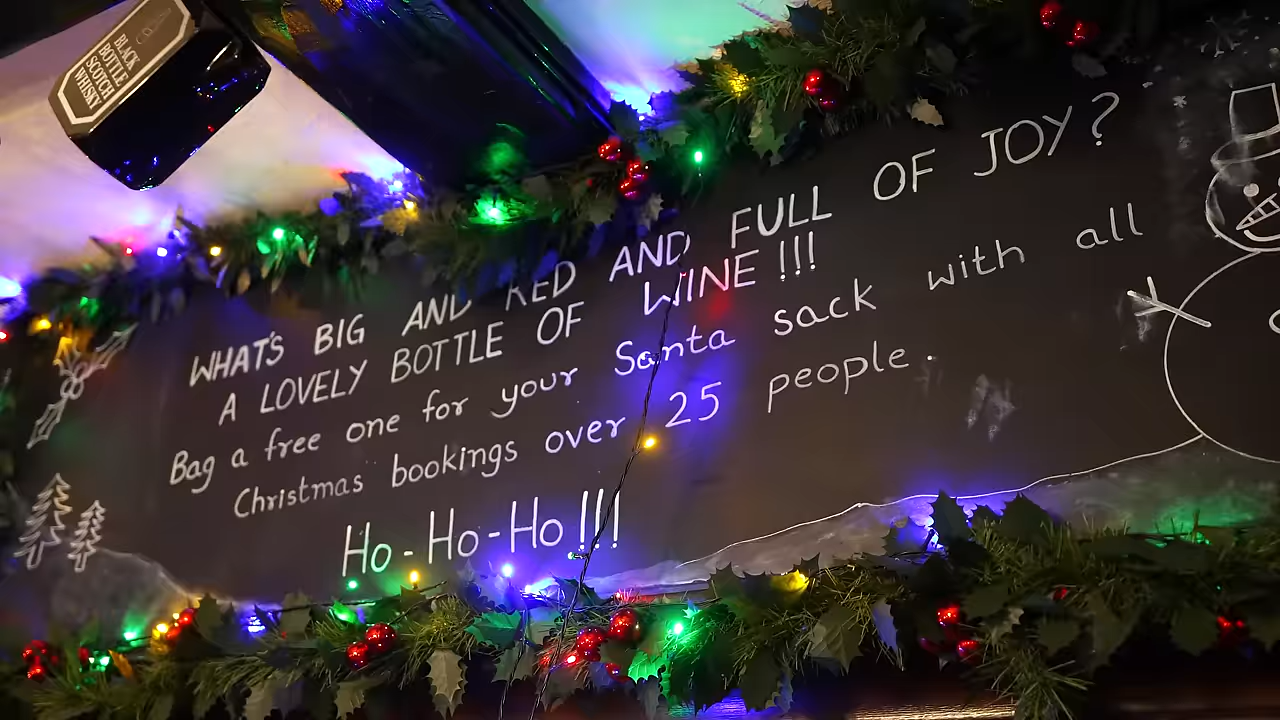 BLACK
BOTTLE
SCOTCH
WHISKY
WHAT'S BIG AND RED AND FULL OF JOY?
A LOVELY BOTTLE OF WINE!!!
Bag a free one for your Santa sack with all
Christmas bookings over 25 people.
Ho-Ho-Ho!!!